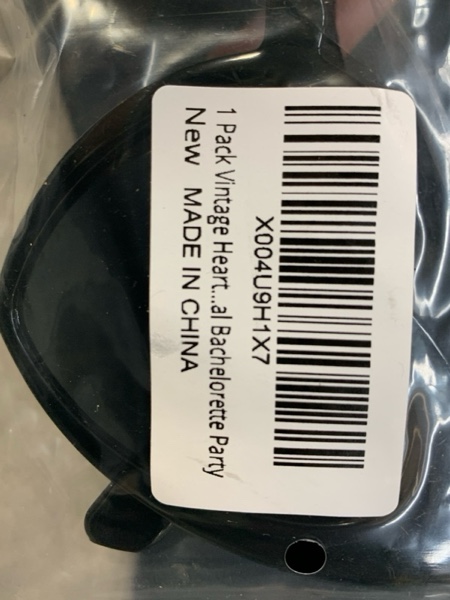 X004U9H1X7
1 Pack Vintage Heart...al Bachelorette Party
New MADE IN CHINA